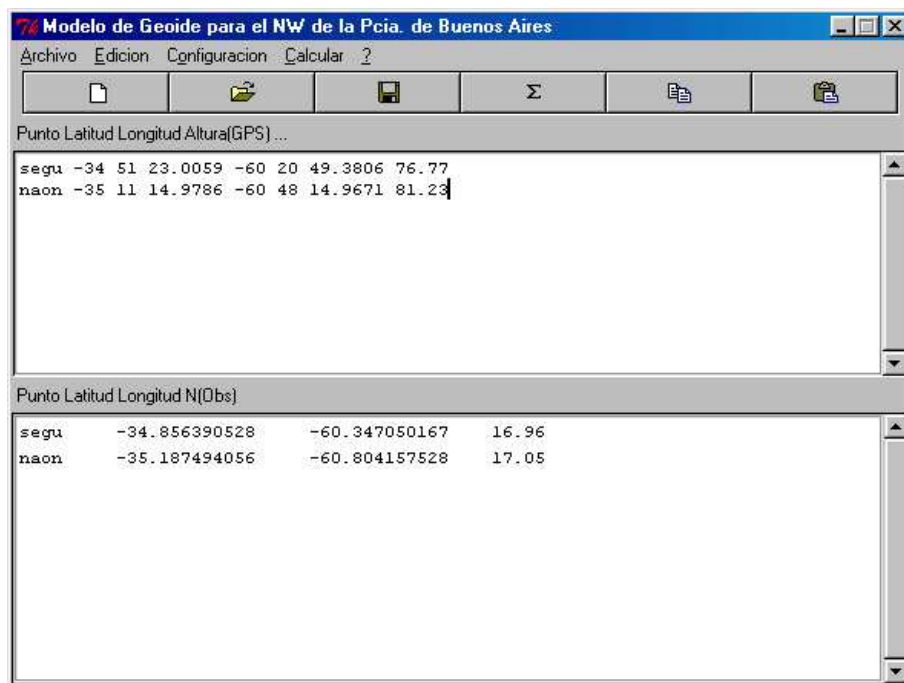 Modelo de Geoide para el NW de la Pcia. de Buenos Aires
Archivo Edicion Configuracion Calcular ?
Σ
Punto Latitud Longitud Altura(GPS) ...
segu -34 51 23.0059 -60 20 49.3806 76.77
naon -35 11 14.9786 -60 48 14.9671 81.23
Punto Latitud Longitud N(Obs)
segu -34.856390528 -60.347050167 16.96
naon -35.187494056 -60.804157528 17.05